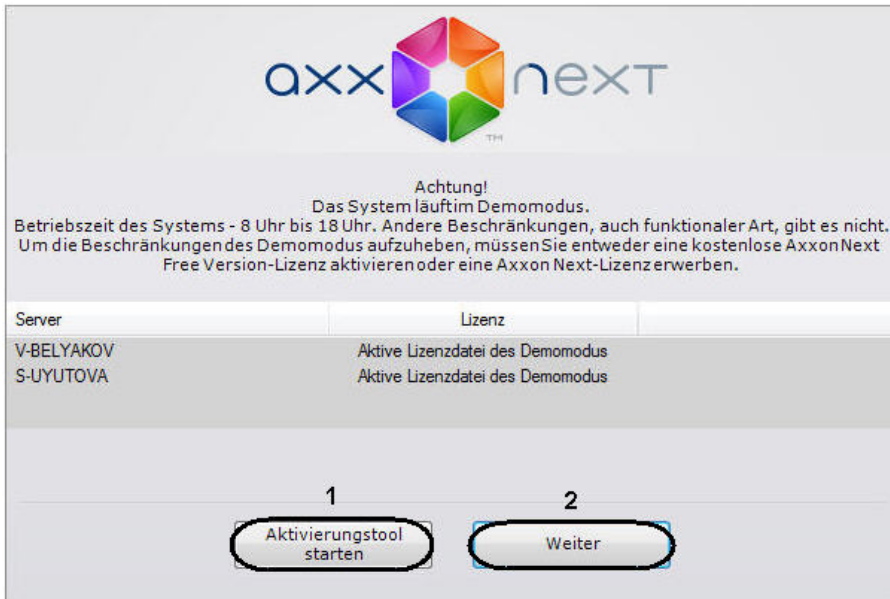 axxnext
TM
Achtung!
Das System läuft im Demomodus.
Betriebszeit des Systems - 8 Uhr bis 18 Uhr. Andere Beschränkungen, auch funktionaler Art, gibt es nicht.
Um die Beschränkungen des Demomodus aufzuheben, müssen Sie entweder eine kostenlose Axxon Next
Free Version-Lizenz aktivieren oder eine Axxon Next-Lizenz erwerben.
Server Lizenz
V-BELYAKOV Aktive Lizenzdatei des Demomodus
S-UYUTOVA Aktive Lizenzdatei des Demomodus
1 2
Aktivierungstool
starten
Weiter